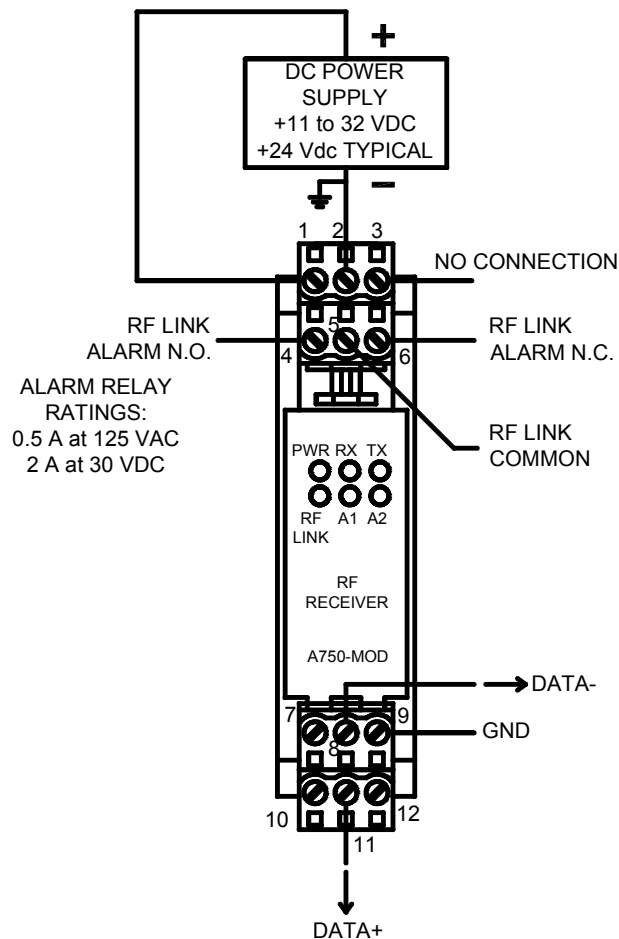 +
DC POWER
SUPPLY
+11 to 32 VDC
+24 Vdc TYPICAL
−
1 2 3
NO CONNECTION
RF LINK
ALARM N.O.
4
5
6
RF LINK
ALARM N.C.
ALARM RELAY
RATINGS:
0.5 A at 125 VAC
2 A at 30 VDC
RF LINK
COMMON
PWR RX TX
RF A1 A2
LINK
RF
RECEIVER
A750-MOD
DATA-
7
8
9
GND
10
11
12
DATA+